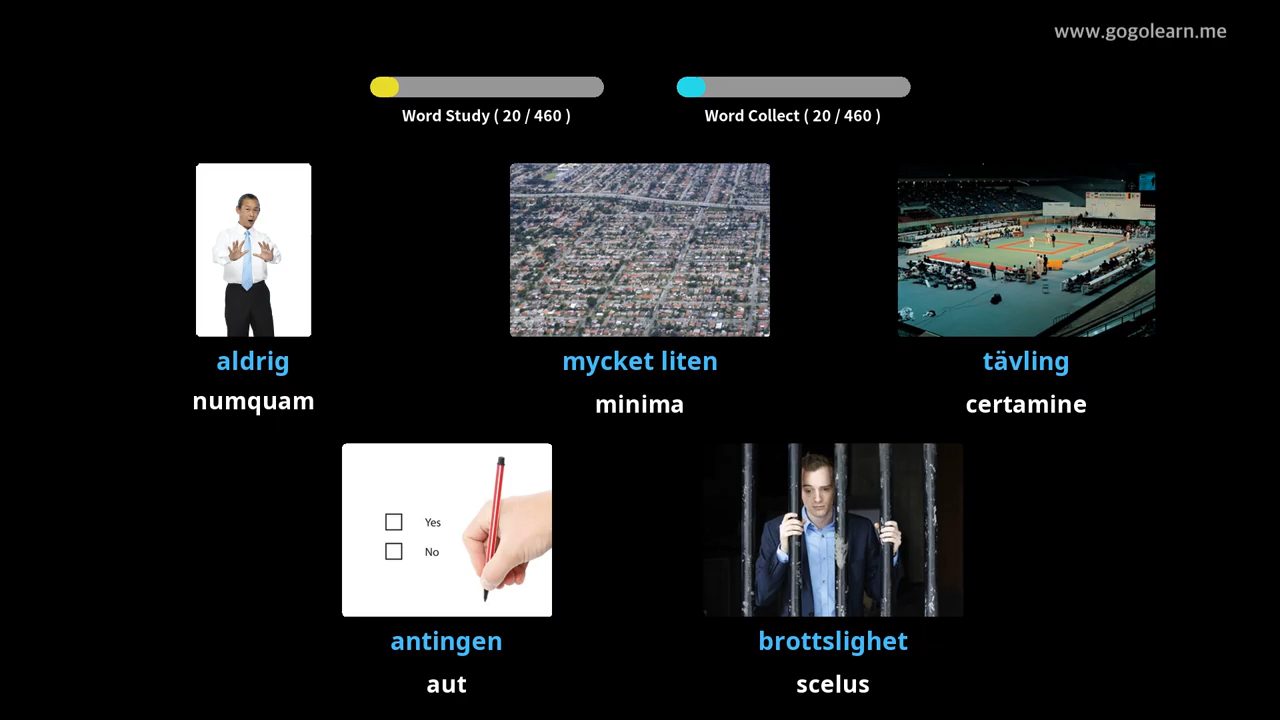 www.gogolearn.me
Word Study ( 20 / 460 )
Word Collect ( 20 / 460 )
aldrig
numquam
mycket liten
minima
tävling
certamine
Yes
No
antingen
aut
brottslighet
scelus